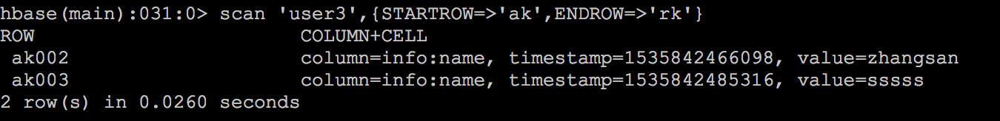 hbase(main):031:0> scan 'user3',{STARTROW=>'ak',ENDROW=>'rk'}
ROW COLUMN+CELL
ak002 column=info:name, timestamp=1535842466098, value=zhangsan
ak003 column=info:name, timestamp=1535842485316, value=sssss
2 row(s) in 0.0260 seconds